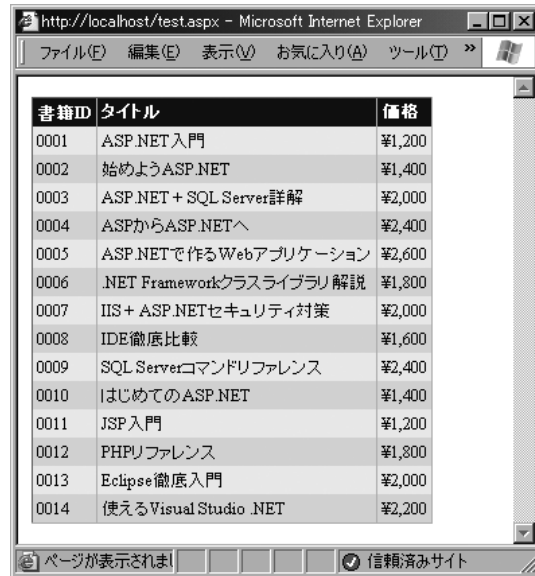 http://localhost/test.aspx - Microsoft Internet Explorer
ファイル(F) 編集(E) 表示(V) お気に入り(A) ツール(T) »
書籍ID タイトル 価格
0001 ASP.NET入門 ¥1,200
0002 始めようASP.NET ¥1,400
0003 ASP.NET+SQL Server詳解 ¥2,000
0004 ASPからASP.NETへ ¥2,400
0005 ASP.NETで作るWebアプリケーション ¥2,600
0006 .NET Frameworkクラスライブラリ解説 ¥1,800
0007 IIS+ASP.NETセキュリティ対策 ¥2,000
0008 IDE徹底比較 ¥1,600
0009 SQL Serverコマンドリファレンス ¥2,400
0010 はじめてのASP.NET ¥1,400
0011 JSP入門 ¥1,200
0012 PHPリファレンス ¥1,800
0013 Eclipse徹底入門 ¥2,000
0014 使えるVisual Studio .NET ¥2,200
ページが表示されまし 信頼済みサイト